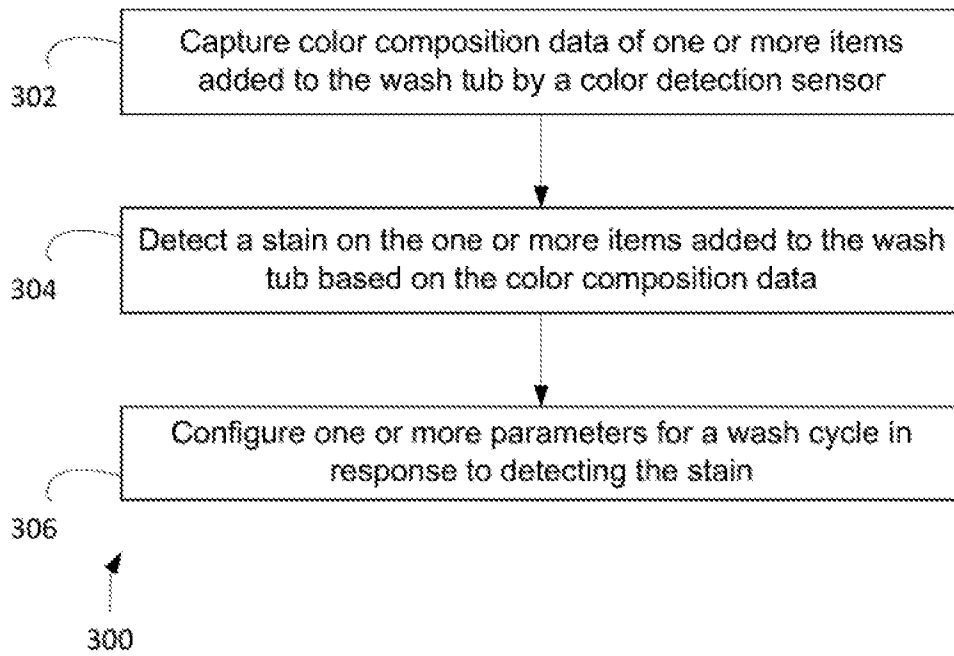 Capture color composition data of one or more items
added to the wash tub by a color detection sensor
302
Detect a stain on the one or more items added to the wash
tub based on the color composition data
304
Configure one or more parameters for a wash cycle in
response to detecting the stain
306
300